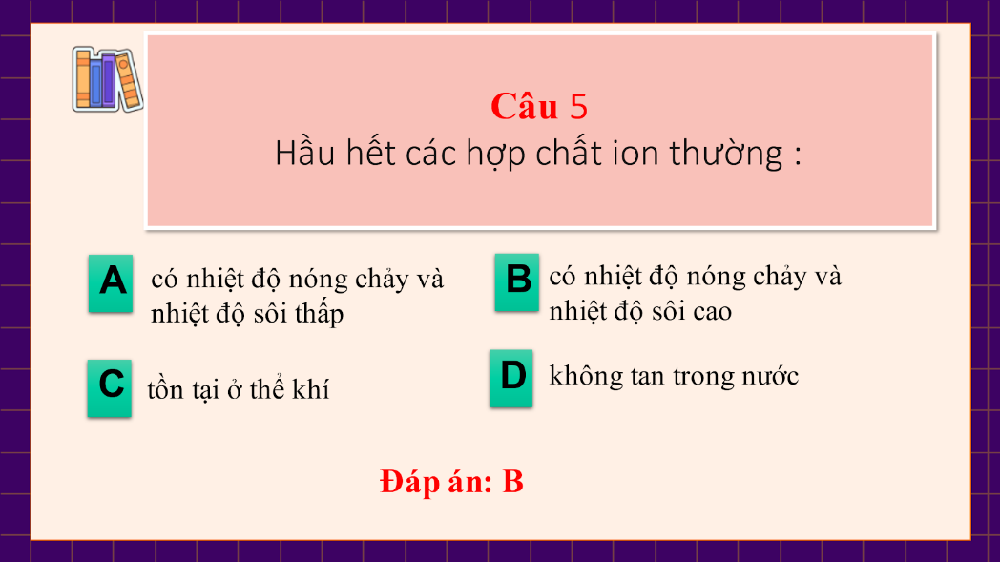 Câu 5
Hầu hết các hợp chất ion thường :
A có nhiệt độ nóng chảy và
nhiệt độ sôi thấp
B có nhiệt độ nóng chảy và
nhiệt độ sôi cao
C tồn tại ở thể khí
D không tan trong nước
Đáp án: B